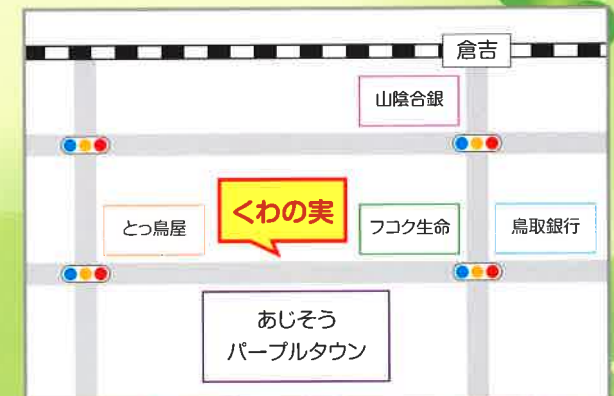 倉吉
山陰合銀
とっ鳥屋
くわの実
フコク生命
鳥取銀行
あじそう
パープルタウン